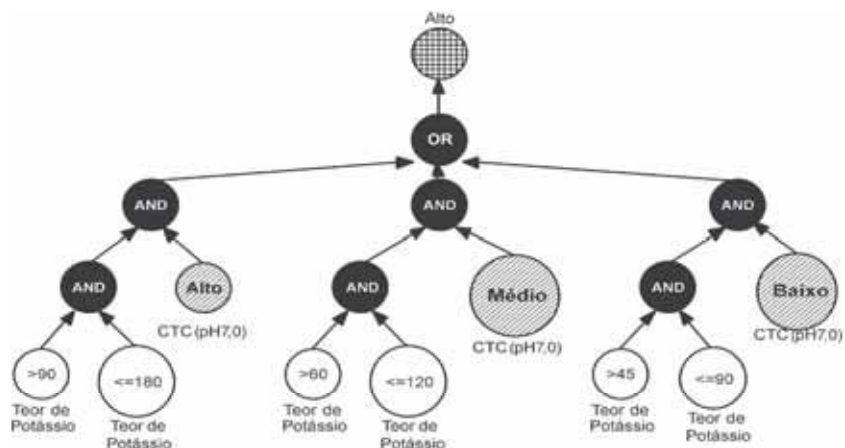 Alto
OR
AND
AND
AND
AND
Alto
CTC(pH7,0)
AND
Médio
CTC(pH7,0)
AND
Baixo
CTC(pH7,0)
>90
Teor de
Potássio
<=180
Teor de
Potássio
>60
Teor de
Potássio
<=120
Teor de
Potássio
>45
Teor de
Potássio
<=90
Teor de
Potássio